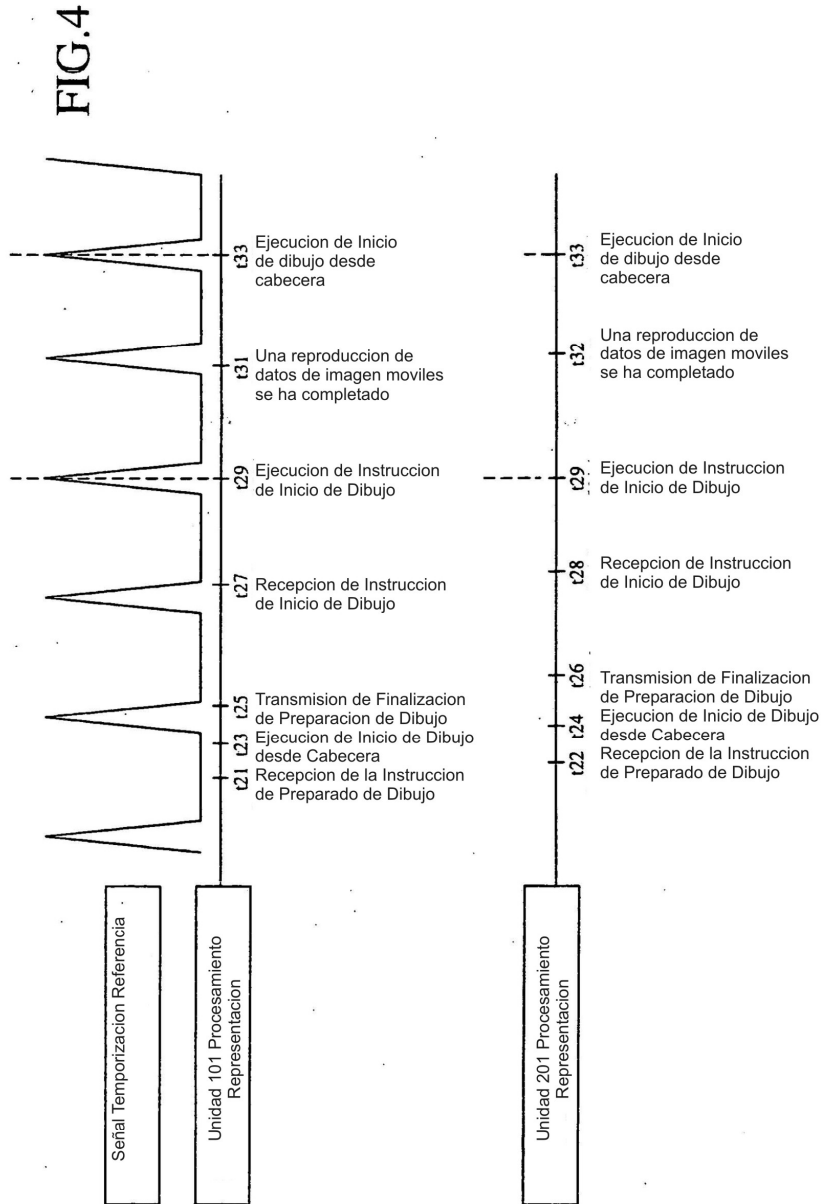 FIG.4
Señal Temporizacion Referencia
Unidad 101 Procesamiento
Representacion
t21
Recepcion de la Instruccion
de Preparado de Dibujo
t23
Ejecucion de Inicio de Dibujo
desde Cabecera
t25
Transmision de Finalizacion
de Preparacion de Dibujo
t27
Recepcion de Instruccion
de Inicio de Dibujo
t29
Ejecucion de Instruccion
de Inicio de Dibujo
t31
Una reproduccion de
datos de imagen moviles
se ha completado
t33
Ejecucion de Inicio
de dibujo desde
cabecera
Unidad 201 Procesamiento
Representacion
t22
Recepcion de la Instruccion
de Preparado de Dibujo
t24
Ejecucion de Inicio de Dibujo
desde Cabecera
t26
Transmision de Finalizacion
de Preparacion de Dibujo
t28
Recepcion de Instruccion
de Inicio de Dibujo
t29
Ejecucion de Instruccion
de Inicio de Dibujo
t32
Una reproduccion de
datos de imagen moviles
se ha completado
t33
Ejecucion de Inicio
de dibujo desde
cabecera